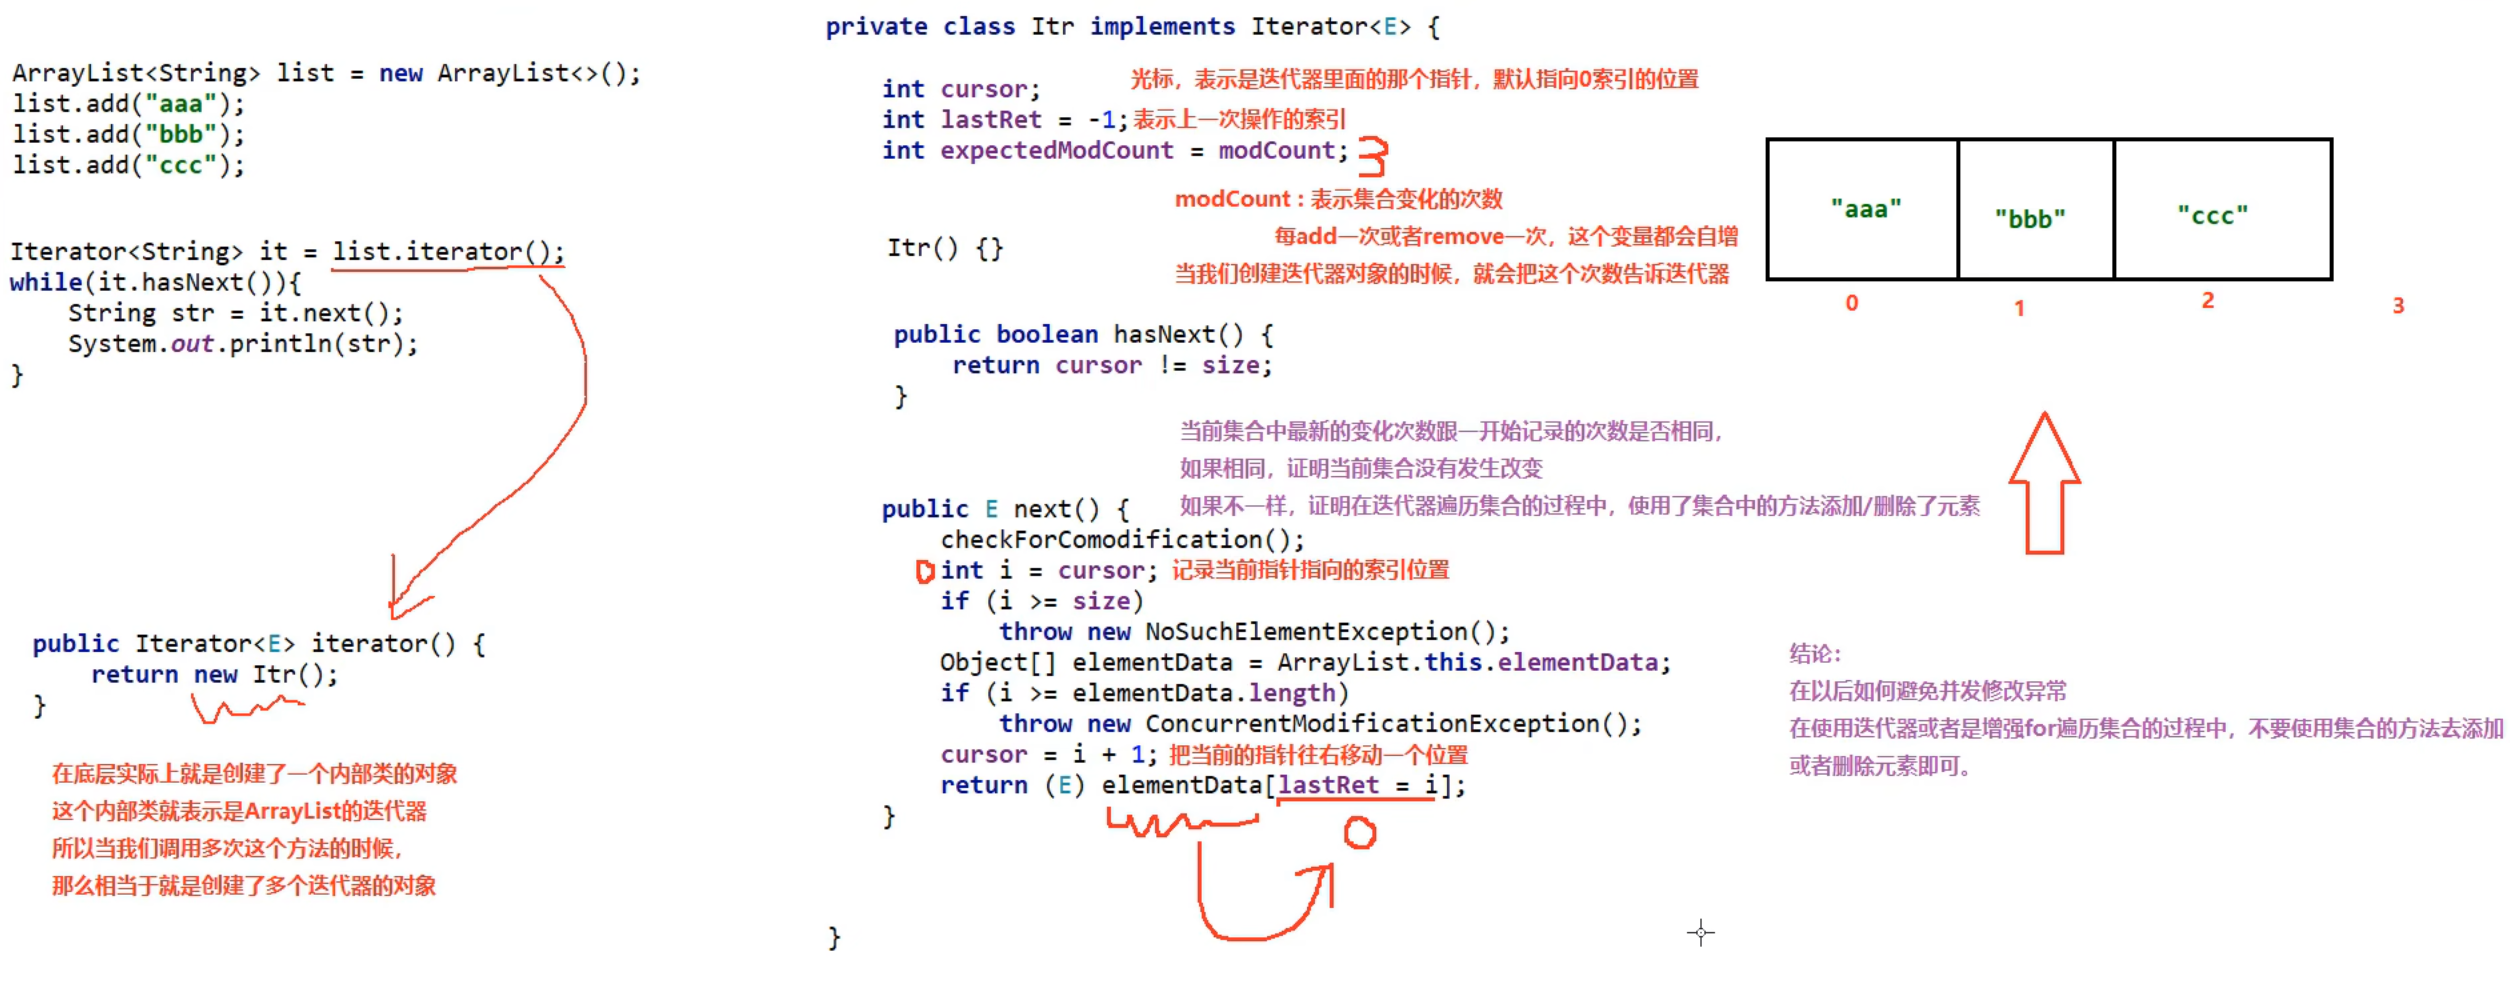 ArrayList<String> list = new ArrayList<>();
list.add("aaa");
list.add("bbb");
list.add("ccc");
Iterator<String> it = list.iterator();
while(it.hasNext()){
    String str = it.next();
    System.out.println(str);
}
public Iterator<E> iterator() {
    return new Itr();
}
在底层实际上就是创建了一个内部类的对象
这个内部类就表示是ArrayList的迭代器
所以当我们调用多次这个方法的时候,
那么相当于就是创建了多个迭代器的对象
private class Itr implements Iterator<E> {
int cursor; 光标，表示是迭代器里面的那个指针，默认指向0索引的位置
int lastRet = -1; 表示上一次操作的索引
int expectedModCount = modCount; 3
modCount : 表示集合变化的次数
每add一次或者remove一次，这个变量都会自增
Itr() {}
当我们创建迭代器对象的时候，就会把这个次数告诉迭代器
public boolean hasNext() {
    return cursor != size;
}
当前集合中最新的变化次数跟一开始记录的次数是否相同，
如果相同，证明当前集合没有发生改变
如果不一样，证明在迭代器遍历集合的过程中，使用了集合中的方法添加/删除了元素
public E next() {
    checkForComodification();
0 int i = cursor; 记录当前指针指向的索引位置
    if (i >= size)
        throw new NoSuchElementException();
    Object[] elementData = ArrayList.this.elementData;
    if (i >= elementData.length)
        throw new ConcurrentModificationException();
    cursor = i + 1; 把当前的指针往右移动一个位置
    return (E) elementData[lastRet = i];
}
0
}
"aaa" "bbb" "ccc"
0 1 2 3
结论：
在以后如何避免并发修改异常
在使用迭代器或者是增强for遍历集合的过程中，不要使用集合的方法去添加
或者删除元素即可。